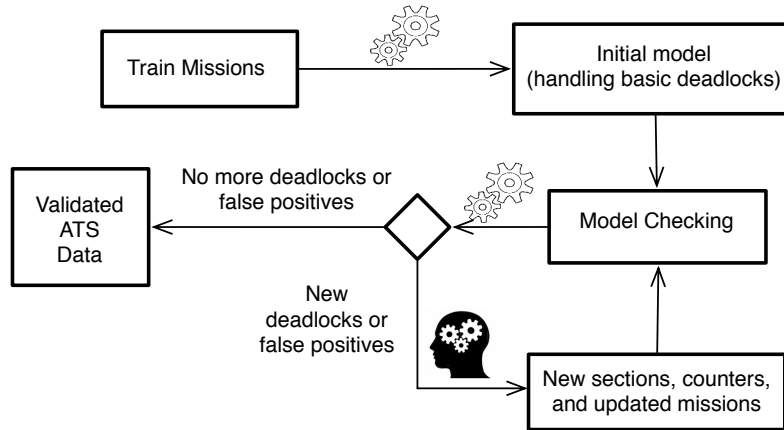 Train Missions
Initial model
(handling basic deadlocks)
No more deadlocks or
false positives
Validated
ATS
Data
Model Checking
New
deadlocks or
false positives
New sections, counters,
and updated missions